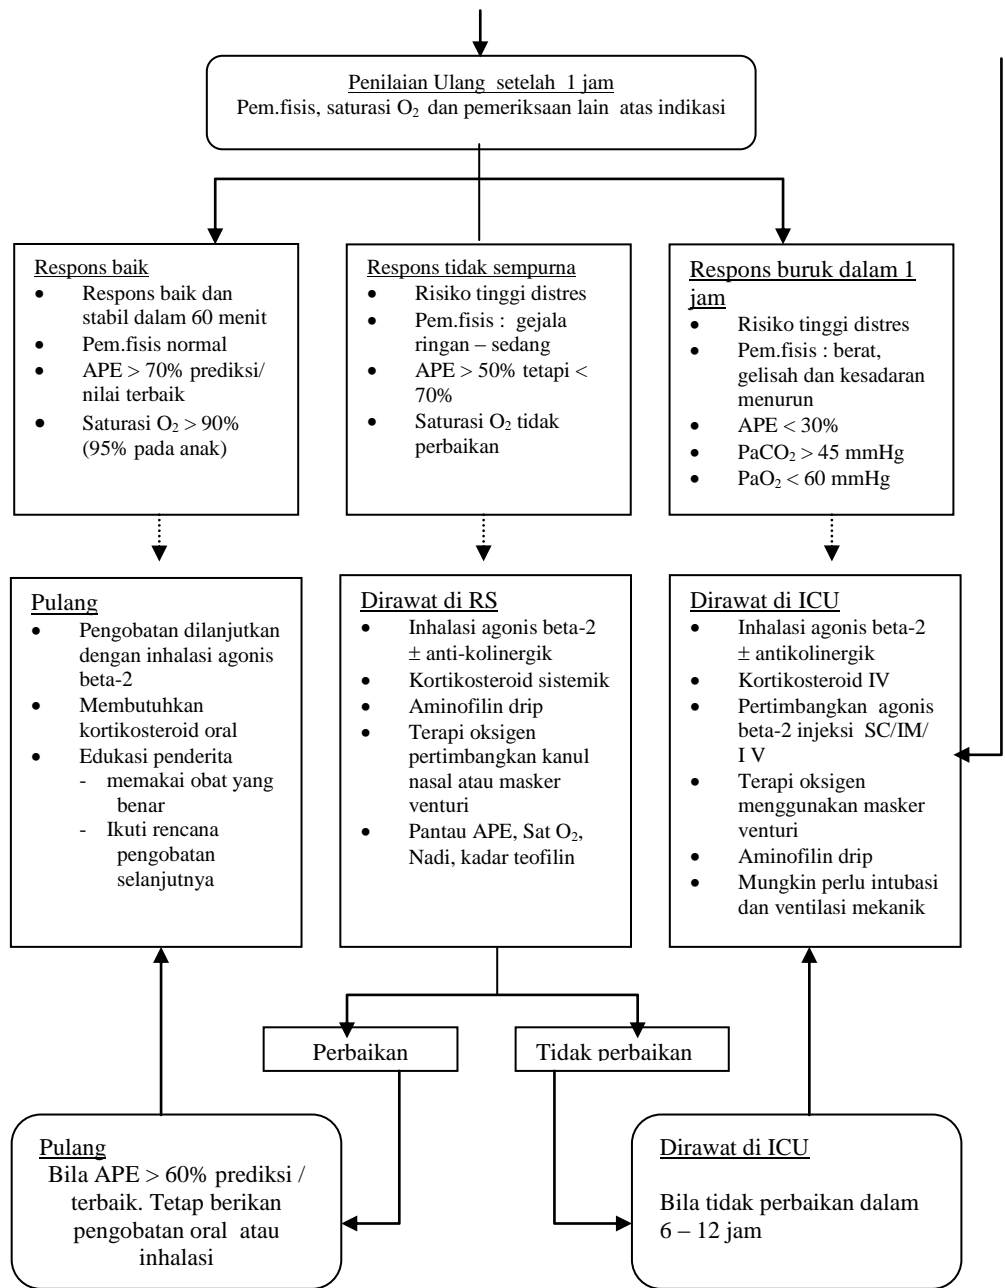 Penilaian Ulang setelah 1 jam
Pem.fisis, saturasi O₂ dan pemeriksaan lain atas indikasi
Respons baik
• Respons baik dan
stabil dalam 60 menit
• Pem.fisis normal
• APE > 70% prediksi/
nilai terbaik
• Saturasi O₂ > 90%
(95% pada anak)
Respons tidak sempurna
• Risiko tinggi distres
• Pem.fisis : gejala
ringan – sedang
• APE > 50% tetapi <
70%
• Saturasi O₂ tidak
perbaikan
Respons buruk dalam 1
jam
• Risiko tinggi distres
• Pem.fisis : berat,
gelisah dan kesadaran
menurun
• APE < 30%
• PaCO₂ > 45 mmHg
• PaO₂ < 60 mmHg
Pulang
• Pengobatan dilanjutkan
dengan inhalasi agonis
beta-2
• Membutuhkan
kortikosteroid oral
• Edukasi penderita
- memakai obat yang
benar
- Ikuti rencana
pengobatan
selanjutnya
Dirawat di RS
• Inhalasi agonis beta-2
± anti-kolinergik
• Kortikosteroid sistemik
• Aminofilin drip
• Terapi oksigen
pertimbangkan kanul
nasal atau masker
venturi
• Pantau APE, Sat O₂,
Nadi, kadar teofilin
Dirawat di ICU
• Inhalasi agonis beta-2
± antikolinergik
• Kortikosteroid IV
• Pertimbangkan agonis
beta-2 injeksi SC/IM/
I V
• Terapi oksigen
menggunakan masker
venturi
• Aminofilin drip
• Mungkin perlu intubasi
dan ventilasi mekanik
Perbaikan
Tidak perbaikan
Pulang
Bila APE > 60% prediksi /
terbaik. Tetap berikan
pengobatan oral atau
inhalasi
Dirawat di ICU
Bila tidak perbaikan dalam
6 – 12 jam